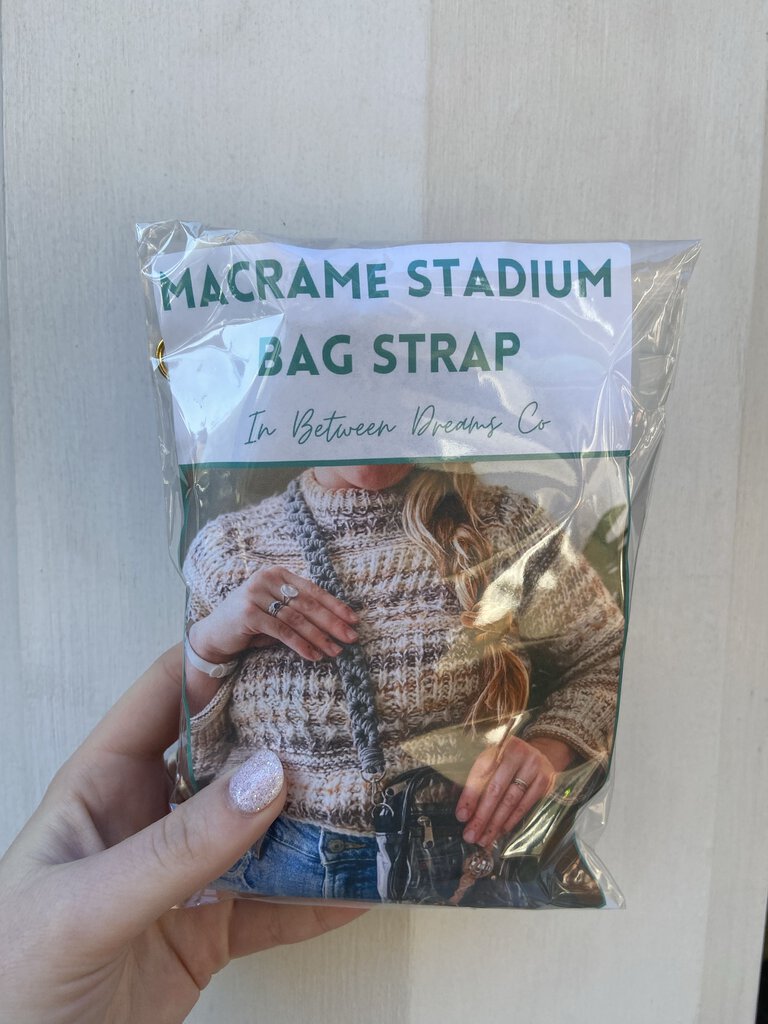 MACRAME STADIUM
BAG STRAP
In Between Dreams Co